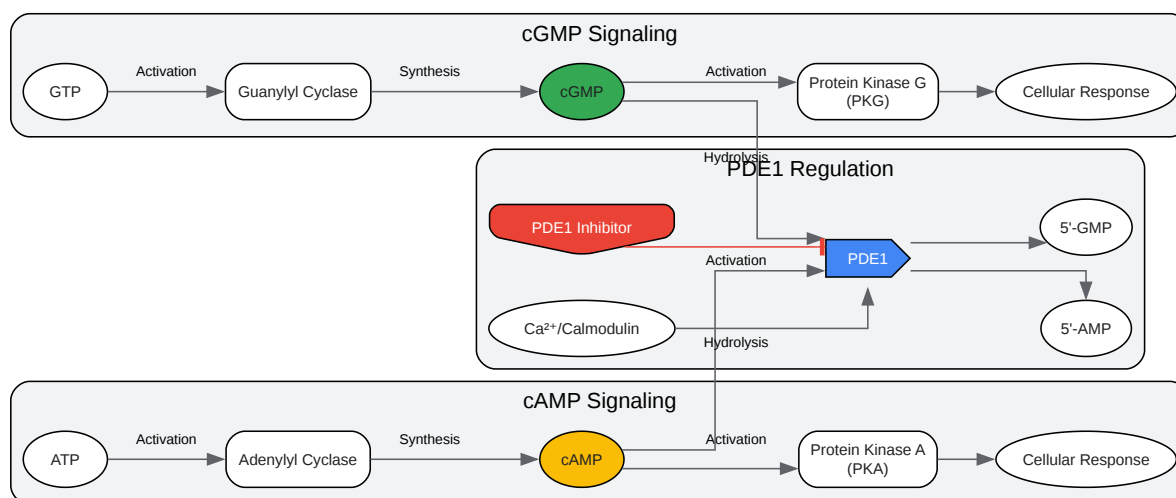 cGMP Signaling
Activation
Synthesis
Activation
GTP
Guanylyl Cyclase
cGMP
Protein Kinase G
(PKG)
Cellular Response
Hydrolysis
PDE1 Regulation
PDE1 Inhibitor
5'-GMP
Activation
PDE1
Ca²⁺/Calmodulin
5'-AMP
Hydrolysis
cAMP Signaling
Activation
Synthesis
Activation
ATP
Adenylyl Cyclase
cAMP
Protein Kinase A
(PKA)
Cellular Response